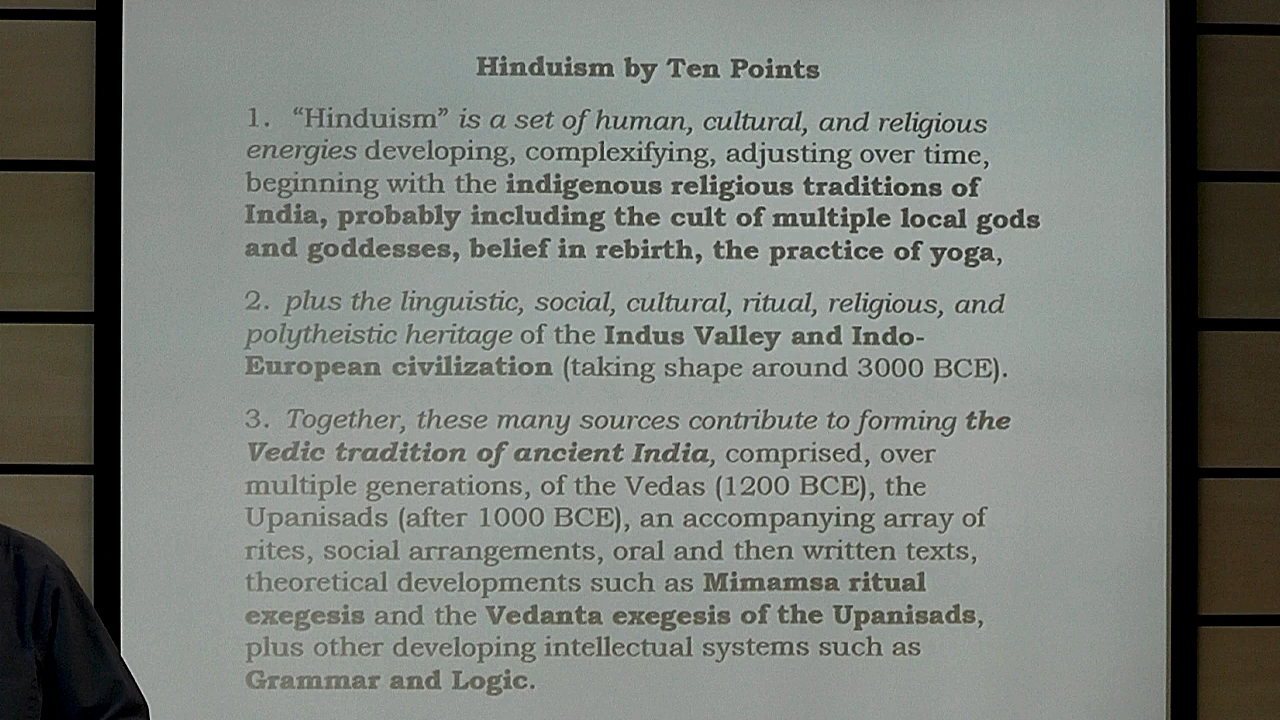 Hinduism by Ten Points
1. “Hinduism” is a set of human, cultural, and religious
energies developing, complexifying, adjusting over time,
beginning with the indigenous religious traditions of
India, probably including the cult of multiple local gods
and goddesses, belief in rebirth, the practice of yoga,
2. plus the linguistic, social, cultural, ritual, religious, and
polytheistic heritage of the Indus Valley and Indo-
European civilization (taking shape around 3000 BCE).
3. Together, these many sources contribute to forming the
Vedic tradition of ancient India, comprised, over
multiple generations, of the Vedas (1200 BCE), the
Upanisads (after 1000 BCE), an accompanying array of
rites, social arrangements, oral and then written texts,
theoretical developments such as Mimamsa ritual
exegesis and the Vedanta exegesis of the Upanisads,
plus other developing intellectual systems such as
Grammar and Logic.